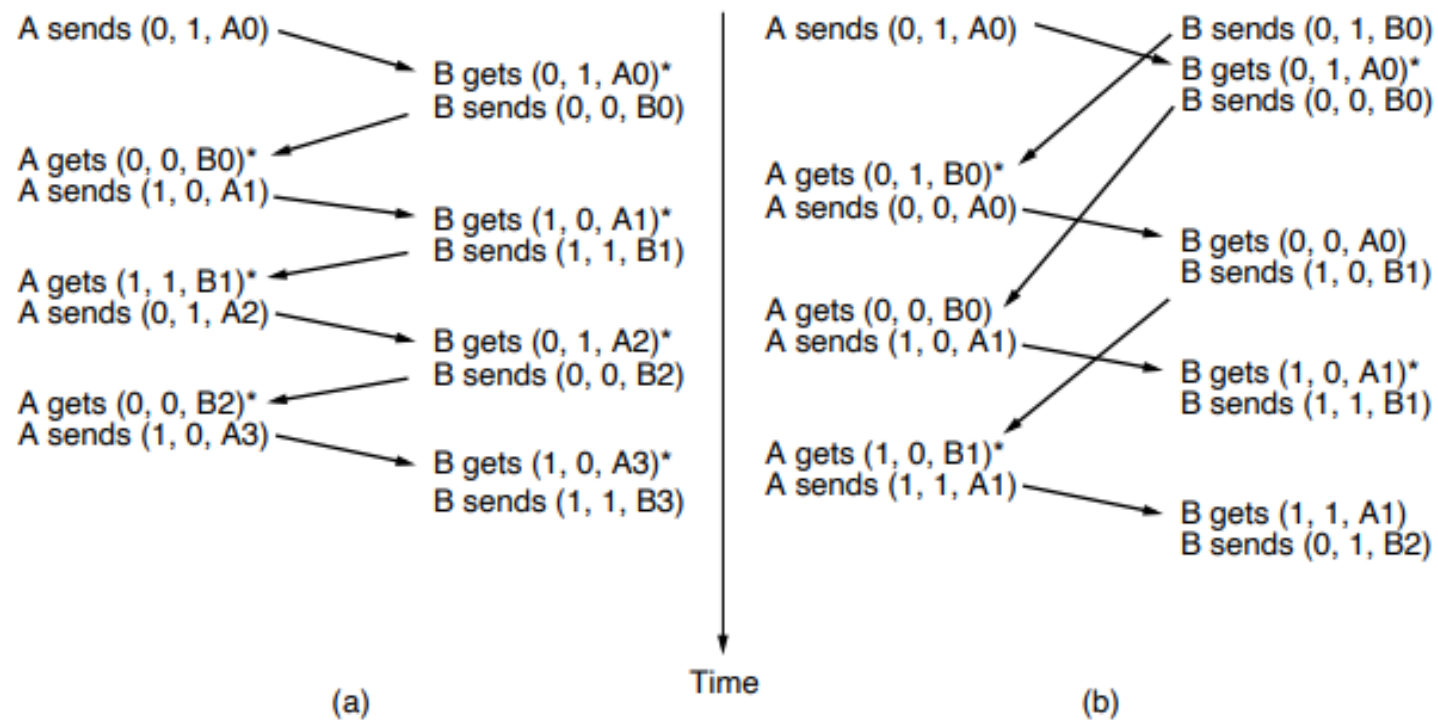 A sends (0, 1, A0)
B gets (0, 1, A0)*
B sends (0, 0, B0)
A gets (0, 0, B0)*
A sends (1, 0, A1)
B gets (1, 0, A1)*
B sends (1, 1, B1)
A gets (1, 1, B1)*
A sends (0, 1, A2)
B gets (0, 1, A2)*
B sends (0, 0, B2)
A gets (0, 0, B2)*
A sends (1, 0, A3)
B gets (1, 0, A3)*
B sends (1, 1, B3)
(a)
Time
A sends (0, 1, A0)
B sends (0, 1, B0)
B gets (0, 1, A0)*
B sends (0, 0, B0)
A gets (0, 1, B0)*
A sends (0, 0, A0)
B gets (0, 0, A0)
B sends (1, 0, B1)
A gets (0, 0, B0)
A sends (1, 0, A1)
B gets (1, 0, A1)*
B sends (1, 1, B1)
A gets (1, 0, B1)*
A sends (1, 1, A1)
B gets (1, 1, A1)
B sends (0, 1, B2)
(b)